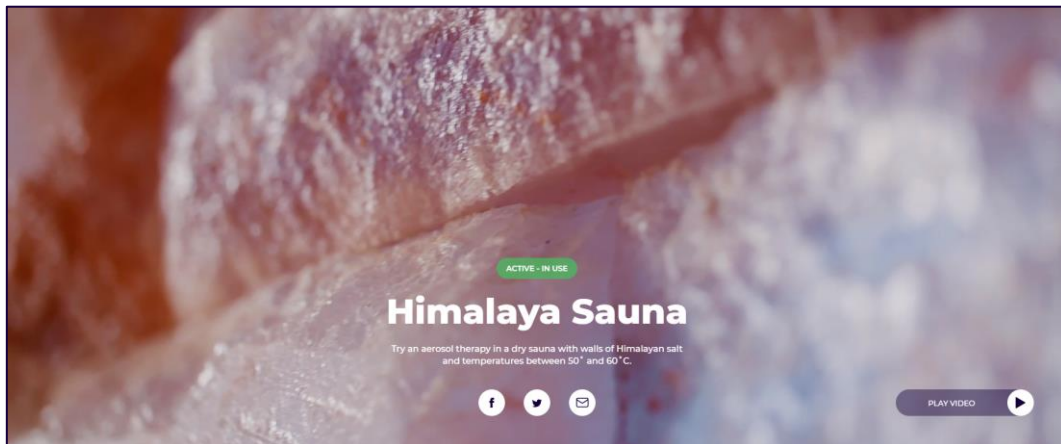 ACTIVE - IN USE
Himalaya Sauna
Try an aerosol therapy in a dry sauna with walls of Himalayan salt
and temperatures between 50˚ and 60˚C.
PLAY VIDEO